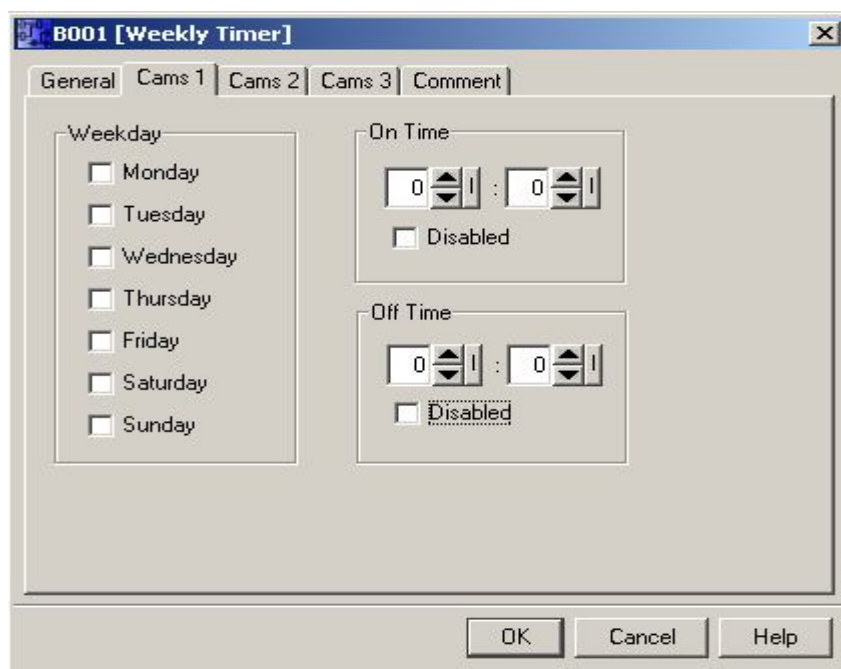 B001 [Weekly Timer]
General Cams 1 Cams 2 Cams 3 Comment
Weekday
Monday
Tuesday
Wednesday
Thursday
Friday
Saturday
Sunday
On Time
0 : 0
Disabled
Off Time
0 : 0
Disabled
OK Cancel Help